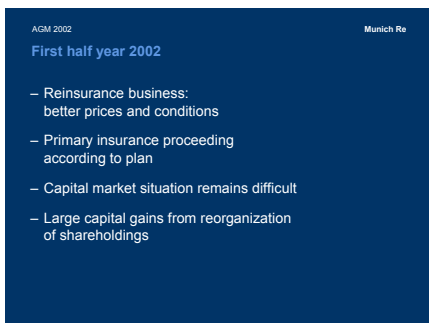 AGM 2002
Munich Re
First half year 2002
– Reinsurance business:
better prices and conditions
– Primary insurance proceeding
according to plan
– Capital market situation remains difficult
– Large capital gains from reorganization
of shareholdings